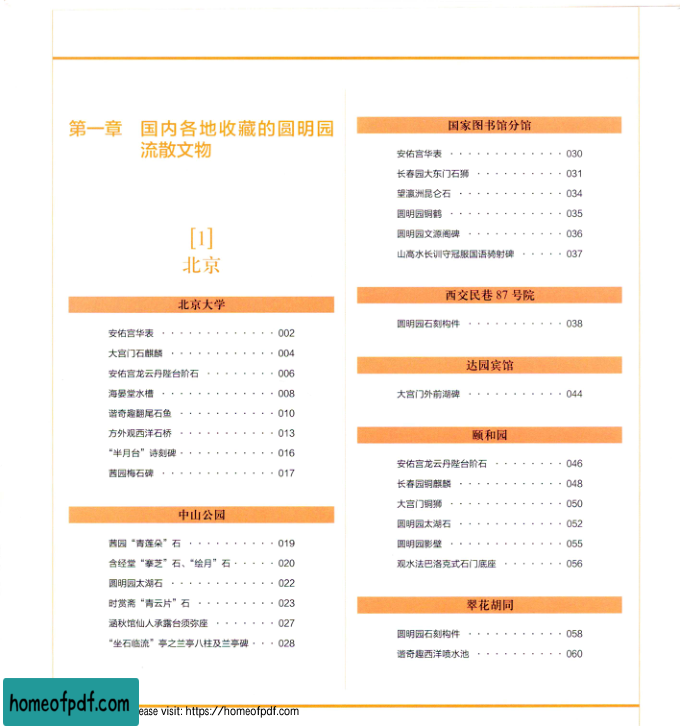 第一章 国内各地收藏的圆明园
流散文物
[1]
北京
北京大学
安佑宫华表 · · · · · · · · · · · · · 002
大宫门石麒麟 · · · · · · · · · · · · 004
安佑宫龙云丹陛台阶石 · · · · · · · · 006
海晏堂水槽 · · · · · · · · · · · · · 008
谐奇趣翻尾石鱼 · · · · · · · · · · · 010
方外观西洋石桥 · · · · · · · · · · · 013
“半月台”诗刻碑 · · · · · · · · · · · 016
茜园梅石碑 · · · · · · · · · · · · · 017
中山公园
茜园“青莲朵”石 · · · · · · · · · · 019
含经堂“搴芝”石、“绘月”石 · · · · · 020
圆明园太湖石 · · · · · · · · · · · · 022
时赏斋“青云片”石 · · · · · · · · · 023
涵秋馆仙人承露台须弥座 · · · · · · · 027
“坐石临流”亭之兰亭八柱及兰亭碑 · · · 028
国家图书馆分馆
安佑宫华表 · · · · · · · · · · · · · 030
长春园大东门石狮 · · · · · · · · · · 031
望瀛洲昆仑石 · · · · · · · · · · · · 034
圆明园铜鹤 · · · · · · · · · · · · · 035
圆明园文源阁碑 · · · · · · · · · · · 036
山高水长训守冠服国语骑射碑 · · · · · 037
西交民巷 87 号院
圆明园石刻构件 · · · · · · · · · · · 038
达园宾馆
大宫门外前湖碑 · · · · · · · · · · · 044
颐和园
安佑宫龙云丹陛台阶石 · · · · · · · · 046
长春园铜麒麟 · · · · · · · · · · · · 048
大宫门铜狮 · · · · · · · · · · · · · 050
圆明园太湖石 · · · · · · · · · · · · 052
圆明园影壁 · · · · · · · · · · · · · 055
观水法巴洛克式石门底座 · · · · · · · 056
翠花胡同
圆明园石刻构件 · · · · · · · · · · · 058
谐奇趣西洋喷水池 · · · · · · · · · · 060
homeofpdf.com
ease visit: https://homeofpdf.com